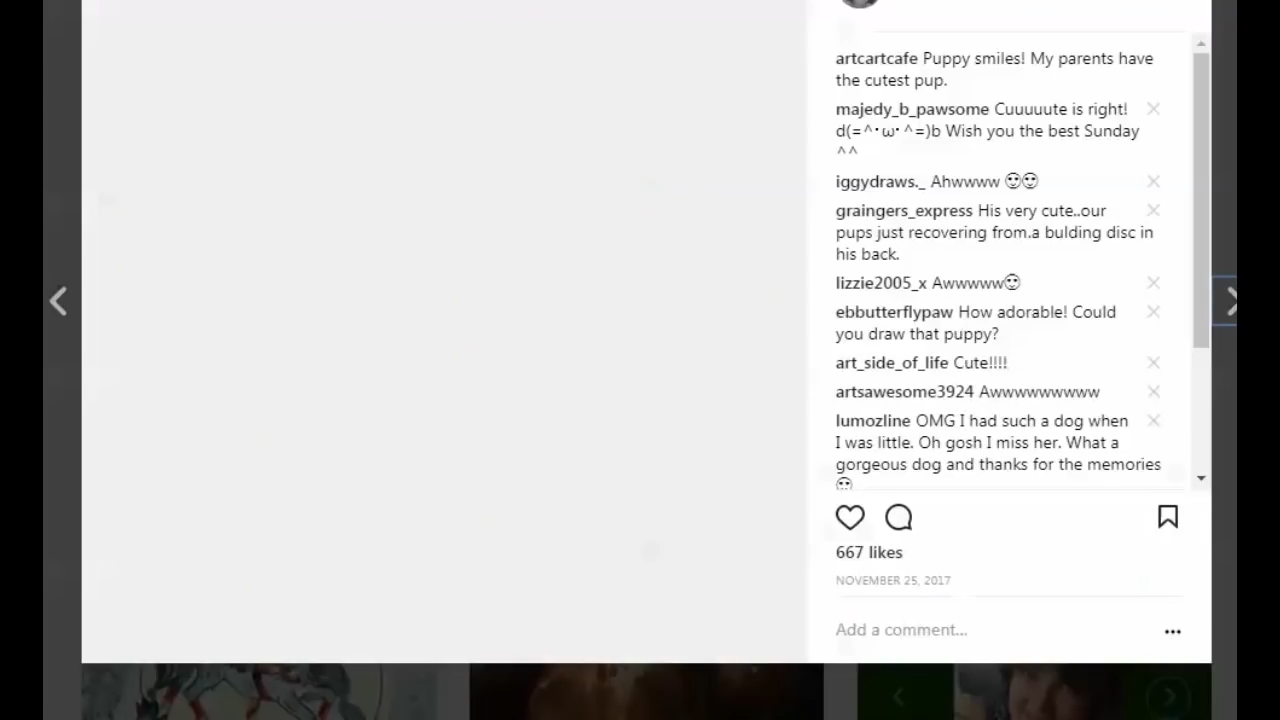 artcartcafe Puppy smiles! My parents have
the cutest pup.
majedy_b_pawsome Cuuuuute is right!
d(=^･ω･^=)b Wish you the best Sunday
^^
iggydraws._ Ahwwww 😍😍
graingers_express His very cute..our
pups just recovering from.a bulding disc in
his back.
lizzie2005_x Awwwww😍
ebbutterflypaw How adorable! Could
you draw that puppy?
art_side_of_life Cute!!!!
artsawesome3924 Awwwwwwwww
lumozline OMG I had such a dog when
I was little. Oh gosh I miss her. What a
gorgeous dog and thanks for the memories
667 likes
NOVEMBER 25, 2017
Add a comment...